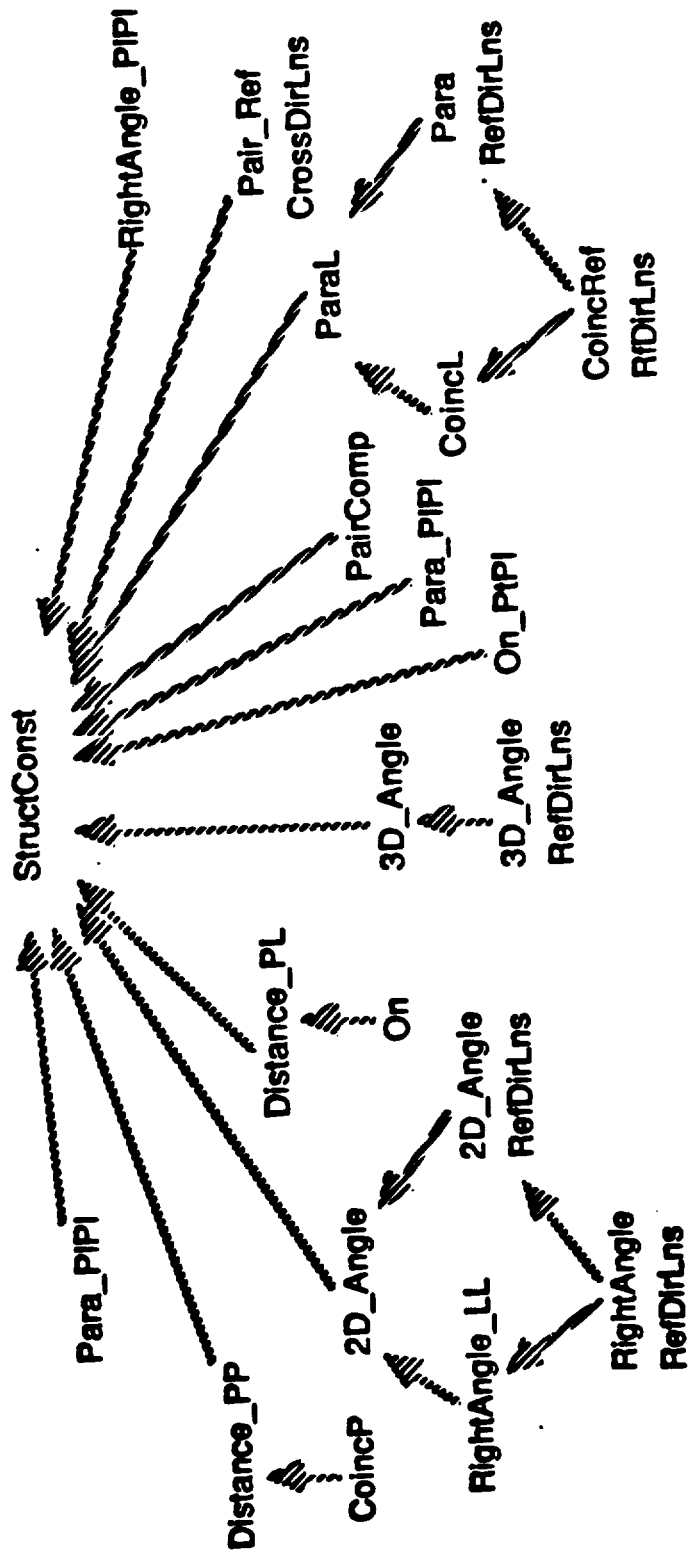 StructConst
Para_PlPl
RightAngle_PlPl
Distance_PP
Distance_PL
Pair_Ref
CrossDirLns
CoincP
2D_Angle
On
3D_Angle
PairComp
ParaL
RightAngle_LL
2D_Angle
RefDirLns
3D_Angle
RefDirLns
On_PtPl
Para_PlPl
CoincL
Para
RefDirLns
RightAngle
RefDirLns
CoincRef
RfDirLns